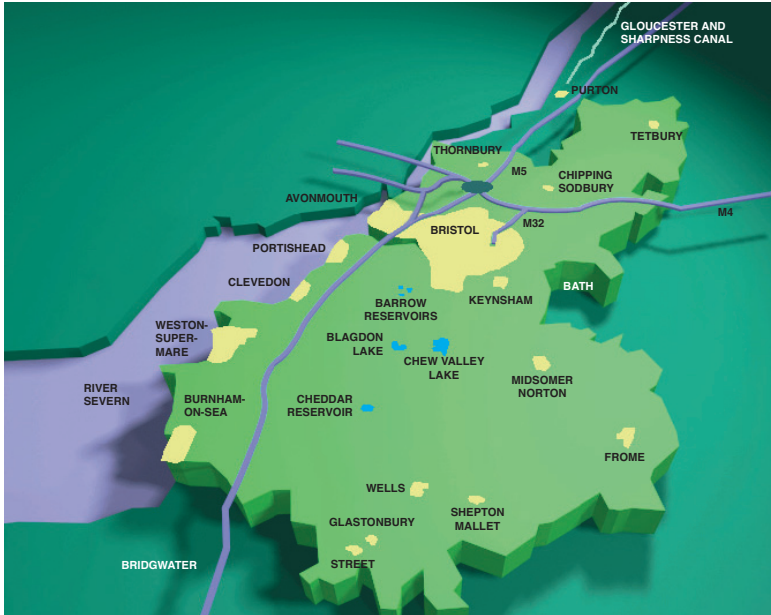 GLOUCESTER AND
SHARPNESS CANAL
PURTON
TETBURY
THORNBURY
M5
CHIPPING
SODBURY
AVONMOUTH
M4
M32
BRISTOL
PORTISHEAD
CLEVEDON
BATH
KEYNSHAM
BARROW
RESERVOIRS
WESTON-
SUPER-
MARE
BLAGDON
LAKE
CHEW VALLEY
LAKE
MIDSOMER
NORTON
RIVER
SEVERN
BURNHAM-
ON-SEA
CHEDDAR
RESERVOIR
FROME
WELLS
SHEPTON
MALLET
GLASTONBURY
STREET
BRIDGWATER